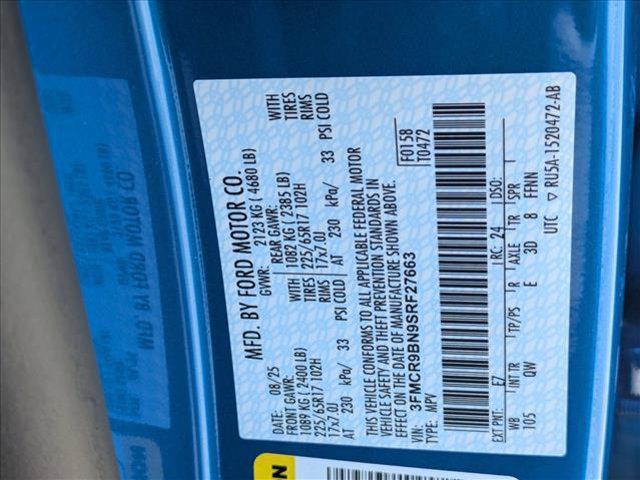 MFD. BY FORD MOTOR CO.
08/25 GVWR: 2123 KG ( 4680 LB)
FRONT GAWR: REAR GAWR: WITH
1089 KG ( 2400 LB) 1082 KG ( 2385 LB) TIRES
225/65R17 102H TIRES 225/65R17 102H RIMS
17x7.0J RIMS 17x7.0J
AT 230 kPa/ 33 PSI COLD AT 230 kPa/ 33 PSI COLD
THIS VEHICLE CONFORMS TO ALL APPLICABLE FEDERAL MOTOR
VEHICLE SAFETY AND THEFT PREVENTION STANDARDS IN
EFFECT ON THE DATE OF MANUFACTURE SHOWN ABOVE.
VIN: 3FMCR9BN9SRF27663 F0158
TYPE: MPV T0472
EXT PNT: E7 RC: 24 DSO:
WB INT TR TP/PS R AXLE TR SPR
105 QW E 3D 8 FFNN
UTC ▽ RU5A-1520472-AB
N